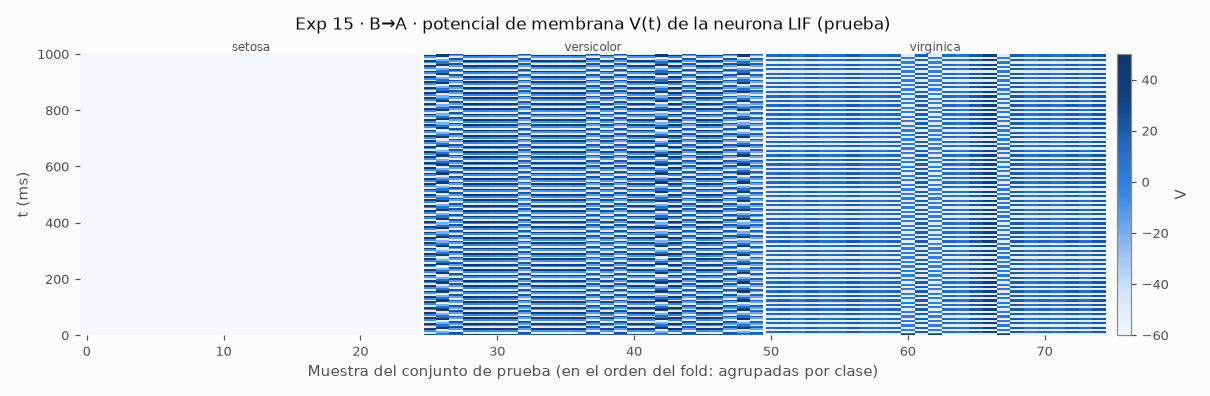 Exp 15 · B→A · potencial de membrana V(t) de la neurona LIF (prueba)
setosa versicolor virginica
1000
800
600
400
200
0
t (ms)
0 10 20 30 40 50 60 70
Muestra del conjunto de prueba (en el orden del fold: agrupadas por clase)
40
20
0
−20
−40
−60
V